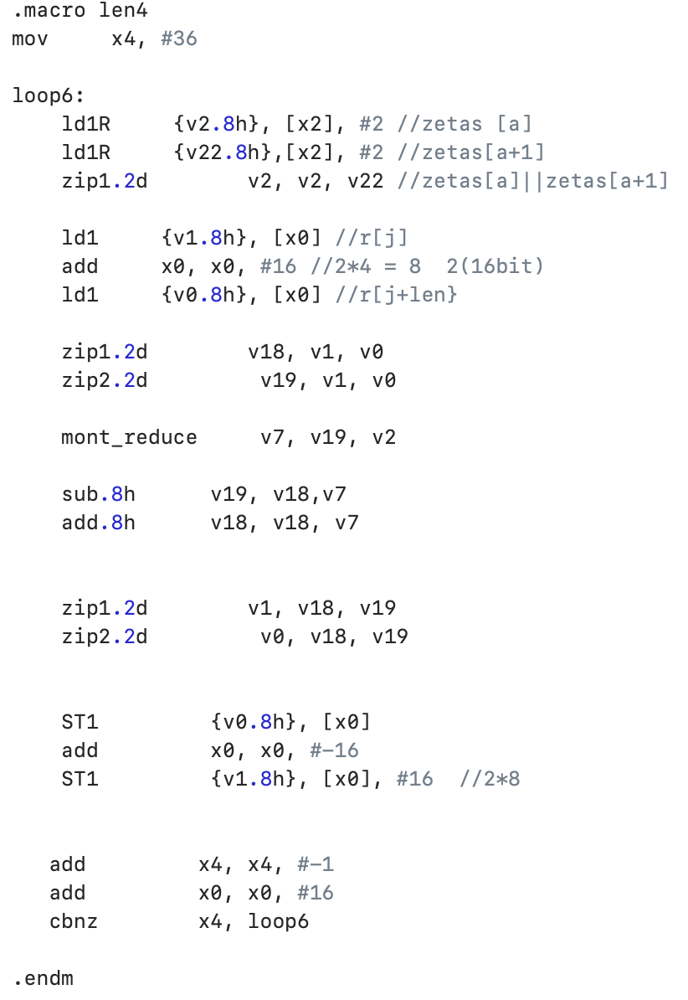 .macro len4
mov     x4, #36
loop6:
    ld1R     {v2.8h}, [x2], #2 //zetas [a]
    ld1R     {v22.8h},[x2], #2 //zetas[a+1]
    zip1.2d        v2, v2, v22 //zetas[a]||zetas[a+1]
    ld1     {v1.8h}, [x0] //r[j]
    add     x0, x0, #16 //2*4 = 8  2(16bit)
    ld1     {v0.8h}, [x0] //r[j+len}
    zip1.2d        v18, v1, v0
    zip2.2d         v19, v1, v0
    mont_reduce     v7, v19, v2
    sub.8h      v19, v18,v7
    add.8h      v18, v18, v7
    zip1.2d        v1, v18, v19
    zip2.2d         v0, v18, v19
    ST1         {v0.8h}, [x0]
    add         x0, x0, #-16
    ST1         {v1.8h}, [x0], #16  //2*8
   add         x4, x4, #-1
   add         x0, x0, #16
   cbnz        x4, loop6
.endm